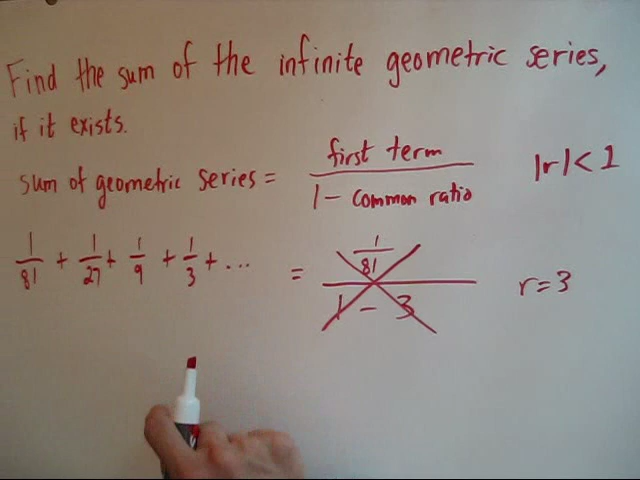 Find the sum of the infinite geometric series,
if it exists.
sum of geometric series = first term / 1 - common ratio |r| < 1
1/81 + 1/27 + 1/9 + 1/3 + ... = 1/81 / 1 - 3 r = 3